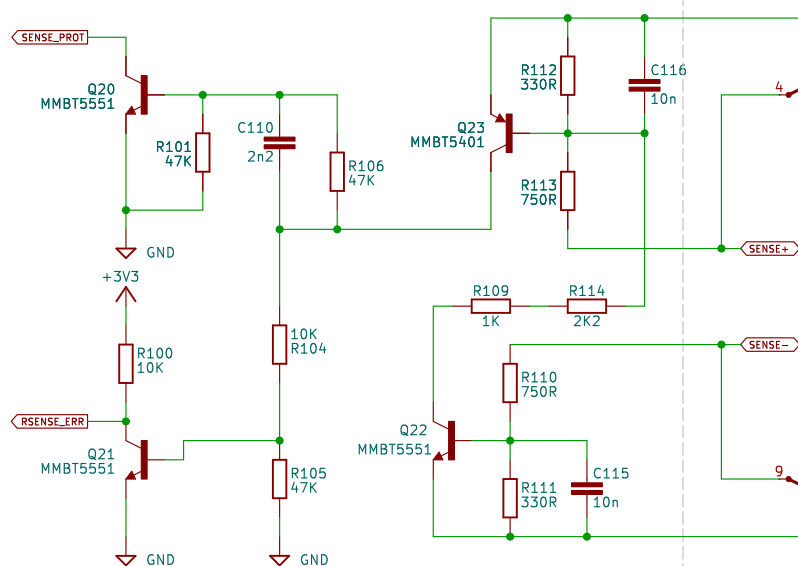 SENSE_PROT
Q20
MMBT5551
R101
47K
C110
2n2
R106
47K
GND
Q23
MMBT5401
R112
330R
C116
10n
R113
750R
4
SENSE+
+3V3
R100
10K
10K
R104
R109
1K
R114
2K2
SENSE-
RSENSE_ERR
Q21
MMBT5551
R105
47K
GND
GND
Q22
MMBT5551
R110
750R
R111
330R
C115
10n
9